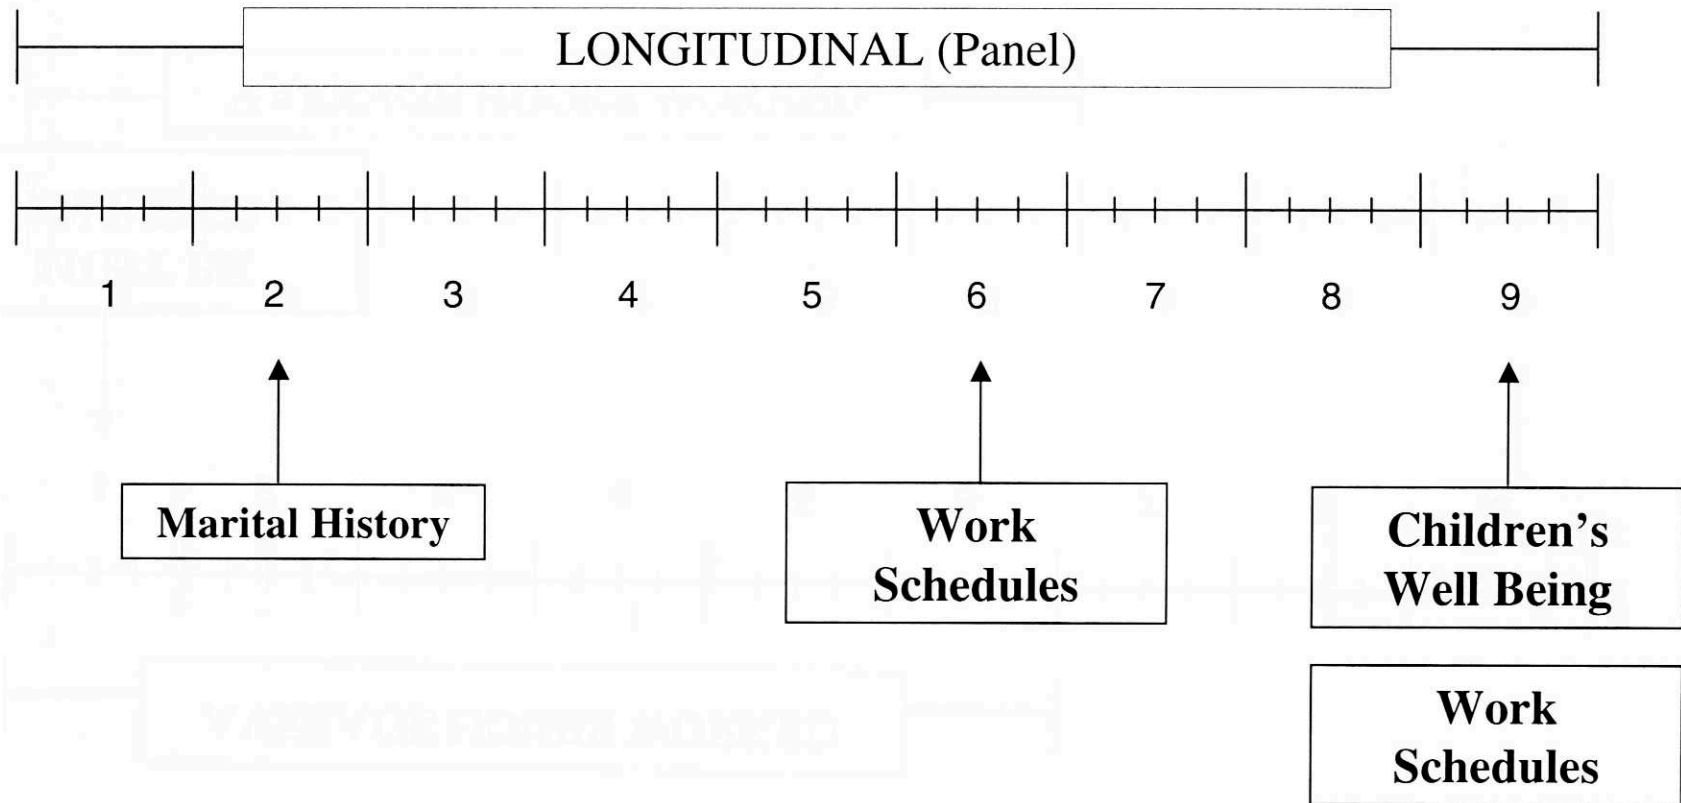 LONGITUDINAL (Panel)
1 2 3 4 5 6 7 8 9
Marital History
Work
Schedules
Children's
Well Being
Work
Schedules